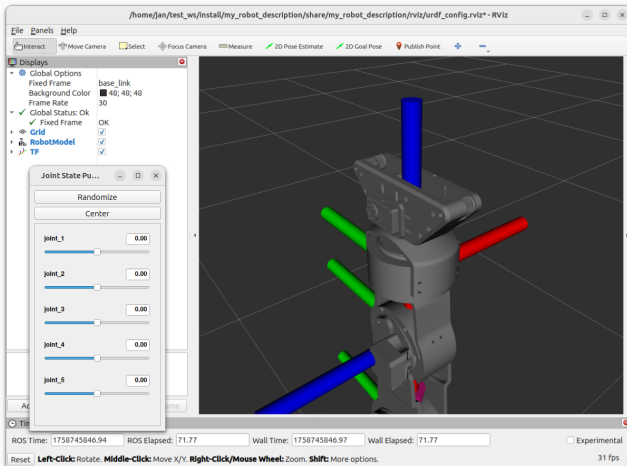 /home/jan/test_ws/install/my_robot_description/share/my_robot_description/rviz/urdf_config.rviz* - RViz
File Panels Help
Interact Move Camera Select Focus Camera Measure 2D Pose Estimate 2D Goal Pose Publish Point
Displays
Global Options
Fixed Frame base_link
Background Color 48; 48; 48
Frame Rate 30
Global Status: Ok
Fixed Frame OK
Grid
RobotModel
TF
Joint State Pu...
Randomize
Center
joint_1 0.00
joint_2 0.00
joint_3 0.00
joint_4 0.00
joint_5 0.00
ROS Time: 1758745846.94 ROS Elapsed: 71.77 Wall Time: 1758745846.97 Wall Elapsed: 71.77 Experimental
Reset Left-Click: Rotate. Middle-Click: Move X/Y. Right-Click/Mouse Wheel: Zoom. Shift: More options. 31 fps